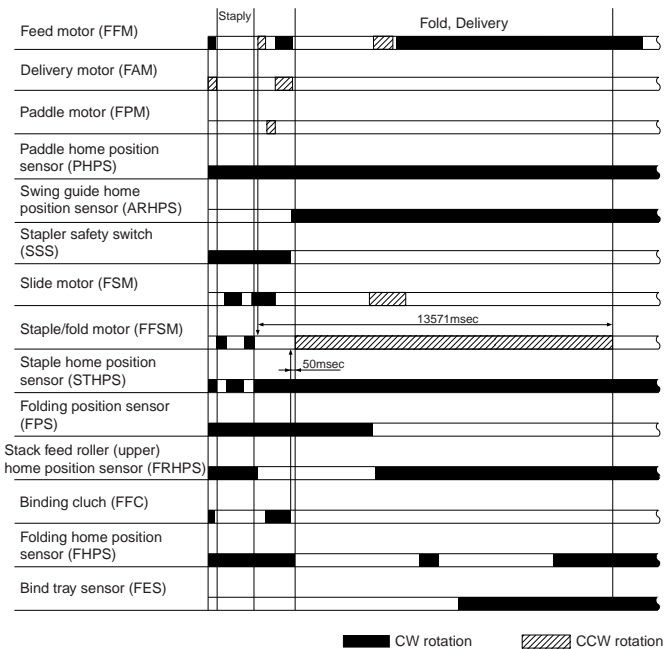 Staply
Fold, Delivery
Feed motor (FFM)
Delivery motor (FAM)
Paddle motor (FPM)
Paddle home position
sensor (PHPS)
Swing guide home
position sensor (ARHPS)
Stapler safety switch
(SSS)
Slide motor (FSM)
13571msec
Staple/fold motor (FFSM)
Staple home position
sensor (STHPS)
50msec
Folding position sensor
(FPS)
Stack feed roller (upper)
home position sensor (FRHPS)
Binding cluch (FFC)
Folding home position
sensor (FHPS)
Bind tray sensor (FES)
CW rotation
CCW rotation